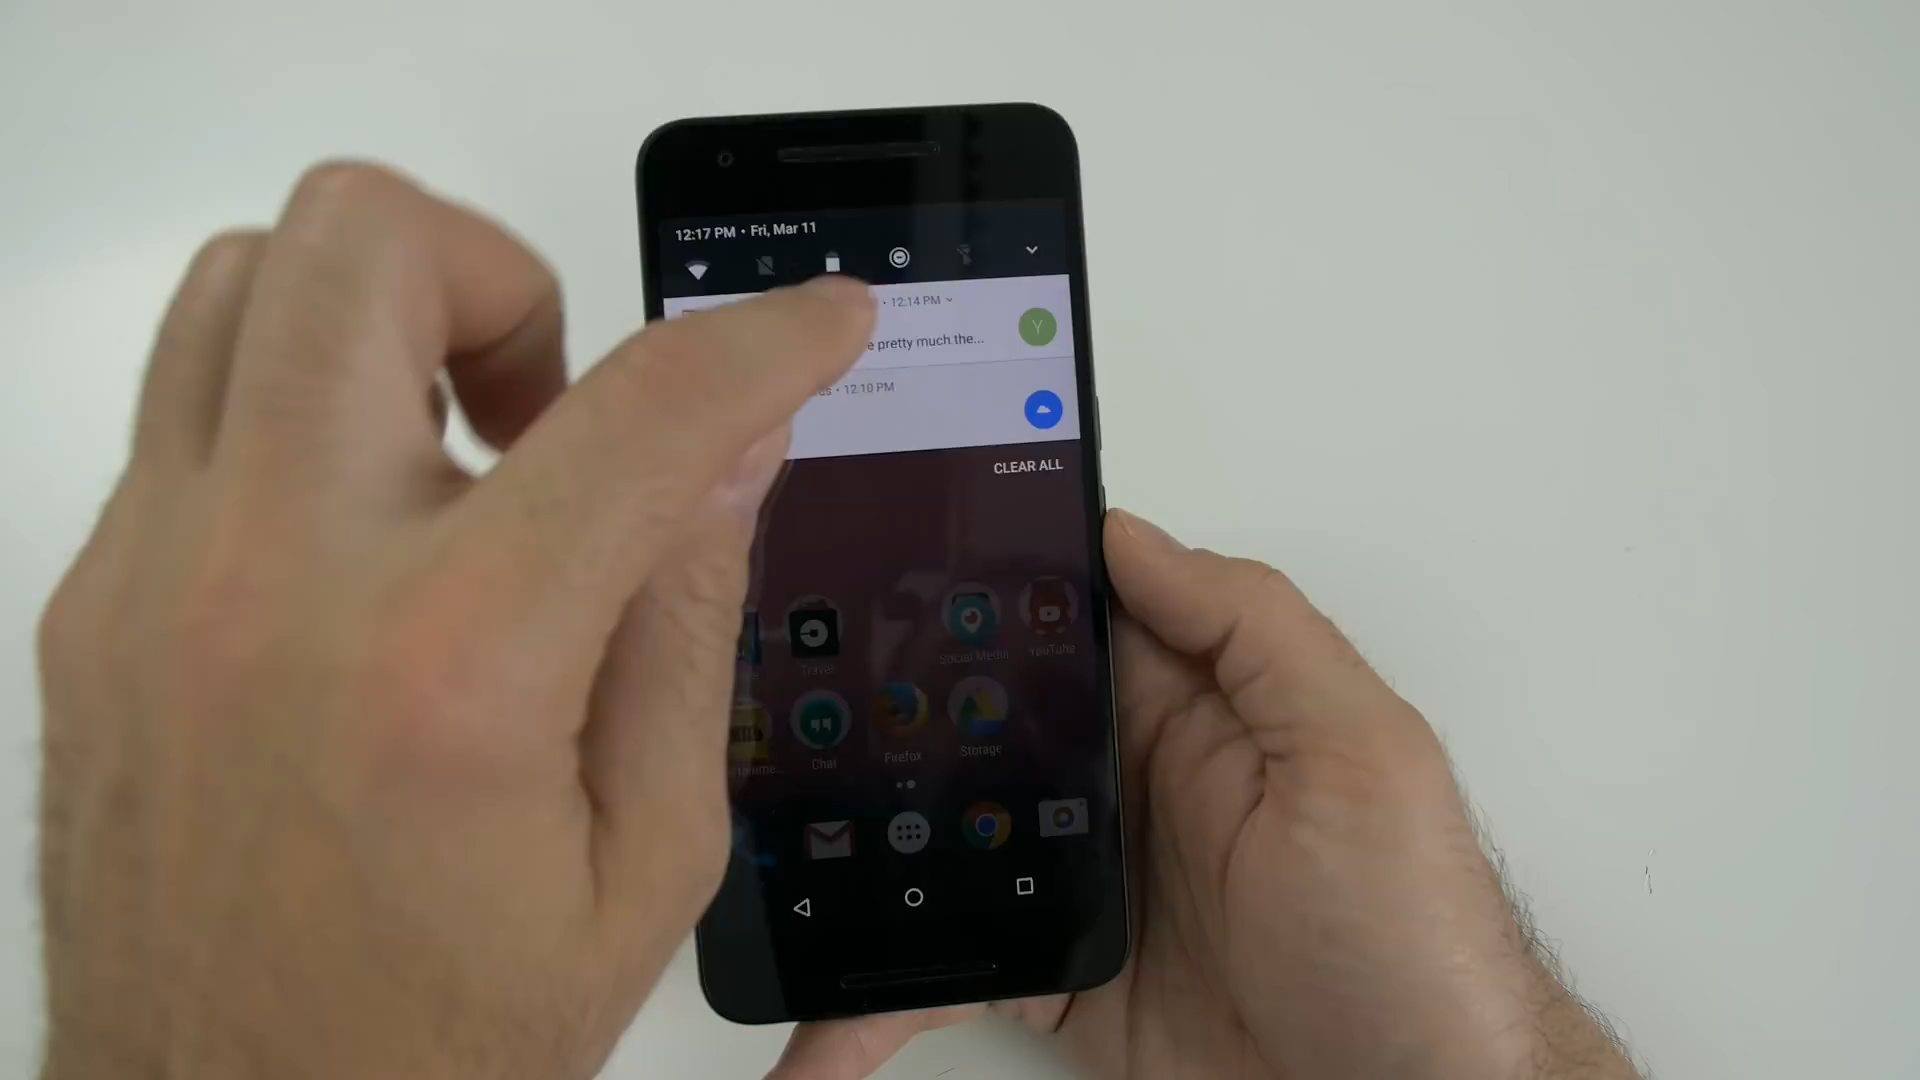 12:17 PM • Fri, Mar 11
• 12:14 PM
Y
pretty much the...
• 12:10 PM
CLEAR ALL
Travel
Social Media
YouTube
Chat
Firefox
Storage